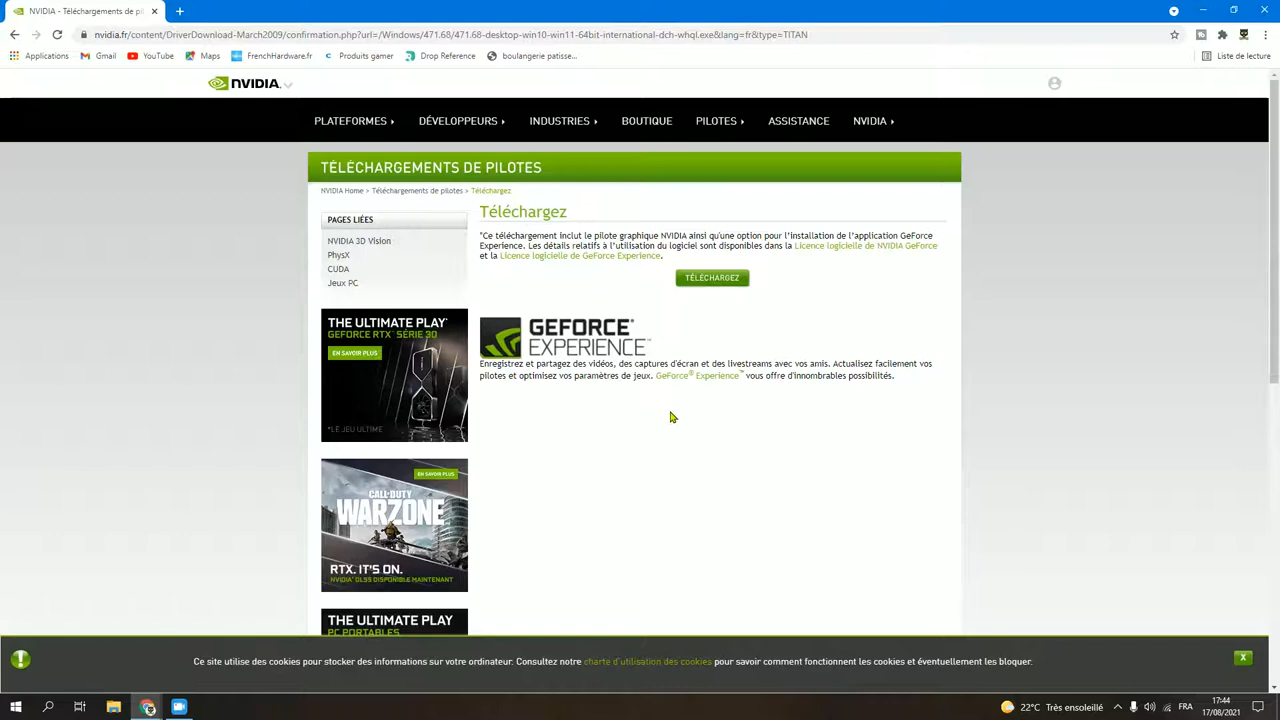 NVIDIA - Téléchargements de pil
nvidia.fr/content/DriverDownload-March2009/confirmation.php?url=/Windows/471.68/471.68-desktop-win10-win11-64bit-international-dch-whql.exe&lang=fr&type=TITAN
Applications
Gmail
YouTube
Maps
FrenchHardware.fr
Produits gamer
Drop Reference
boulangerie patisse...
Liste de lecture
NVIDIA.
PLATEFORMES
DÉVELOPPEURS
INDUSTRIES
BOUTIQUE
PILOTES
ASSISTANCE
NVIDIA
TÉLÉCHARGEMENTS DE PILOTES
NVIDIA Home > Téléchargements de pilotes > Téléchargez
PAGES LIÉES
NVIDIA 3D Vision
PhysX
CUDA
Jeux PC
Téléchargez
"Ce téléchargement inclut le pilote graphique NVIDIA ainsi qu'une option pour l'installation de l'application GeForce
Experience. Les détails relatifs à l'utilisation du logiciel sont disponibles dans la Licence logicielle de NVIDIA GeForce
et la Licence logicielle de GeForce Experience.
TÉLÉCHARGEZ
GEFORCE®
EXPERIENCE™
Enregistrez et partagez des vidéos, des captures d'écran et des livestreams avec vos amis. Actualisez facilement vos
pilotes et optimisez vos paramètres de jeux. GeForce® Experience™ vous offre d'innombrables possibilités.
THE ULTIMATE PLAY*
GEFORCE RTX™ SÉRIE 30
EN SAVOIR PLUS
*LE JEU ULTIME
EN SAVOIR PLUS
CALL OF DUTY
WARZONE
RTX. IT'S ON.
NVIDIA® DLSS DISPONIBLE MAINTENANT
THE ULTIMATE PLAY
PC PORTABLES
Ce site utilise des cookies pour stocker des informations sur votre ordinateur. Consultez notre charte d'utilisation des cookies pour savoir comment fonctionnent les cookies et éventuellement les bloquer.
X
22°C Très ensoleillé
FRA
17:44
17/08/2021